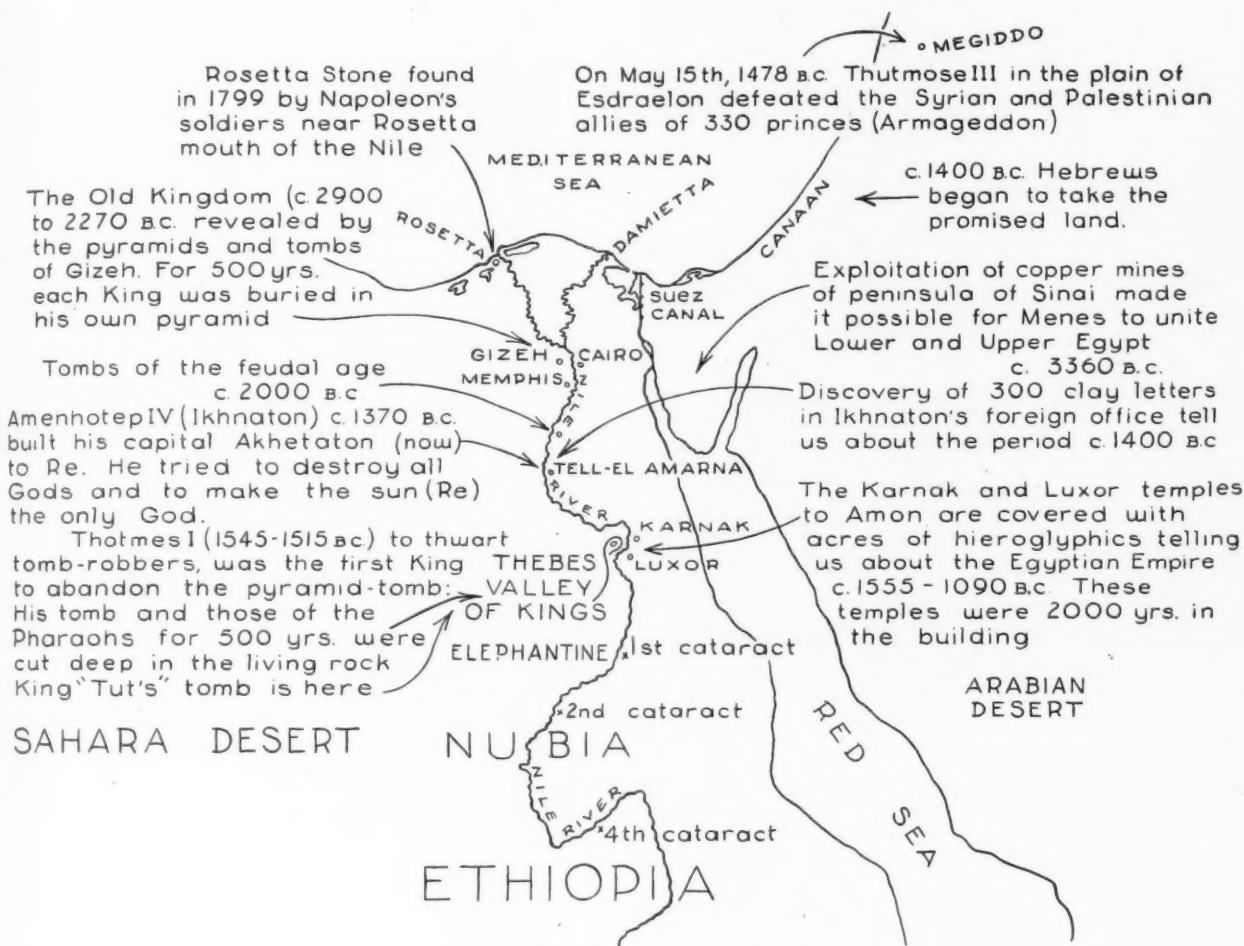 MEGIDDO
Rosetta Stone found
in 1799 by Napoleon's
soldiers near Rosetta
mouth of the Nile
On May 15th, 1478 B.C. Thutmose III in the plain of
Esdraelon defeated the Syrian and Palestinian
allies of 330 princes (Armageddon)
MEDITERRANEAN
SEA
c. 1400 B.C. Hebrews
began to take the
promised land.
The Old Kingdom (c. 2900
to 2270 B.C. revealed by
the pyramids and tombs
of Gizeh. For 500 yrs.
each King was buried in
his own pyramid
ROSETTA
DAMIETTA
CANAAN
SUEZ
CANAL
Exploitation of copper mines
of peninsula of Sinai made
it possible for Menes to unite
Lower and Upper Egypt
c. 3360 B.C.
GIZEH
CAIRO
MEMPHIS
Tombs of the feudal age
c. 2000 B.C
NILE
Discovery of 300 clay letters
in Ikhnaton's foreign office tell
us about the period c. 1400 B.C
Amenhotep IV (Ikhnaton) c. 1370 B.C.
built his capital Akhetaton (now)
to Re. He tried to destroy all
Gods and to make the sun (Re)
the only God.
TELL-EL AMARNA
RIVER
The Karnak and Luxor temples
to Amon are covered with
acres of hieroglyphics telling
us about the Egyptian Empire
c. 1555 - 1090 B.C. These
temples were 2000 yrs. in
the building
KARNAK
LUXOR
Thotmes I (1545-1515 B.C.) to thwart
tomb-robbers, was the first King
to abandon the pyramid-tomb:
His tomb and those of the
Pharaohs for 500 yrs. were
cut deep in the living rock
King "Tut's" tomb is here
THEBES
VALLEY
OF KINGS
ELEPHANTINE
1st cataract
2nd cataract
ARABIAN
DESERT
SAHARA DESERT
NUBIA
RED SEA
NILE RIVER
4th cataract
ETHIOPIA